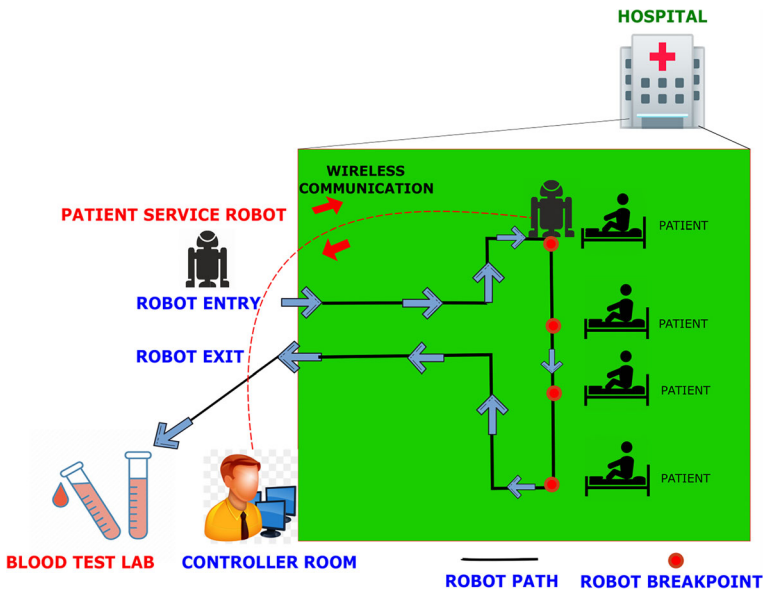 HOSPITAL
WIRELESS
COMMUNICATION
PATIENT SERVICE ROBOT
PATIENT
ROBOT ENTRY
PATIENT
ROBOT EXIT
PATIENT
PATIENT
BLOOD TEST LAB
CONTROLLER ROOM
ROBOT PATH
ROBOT BREAKPOINT